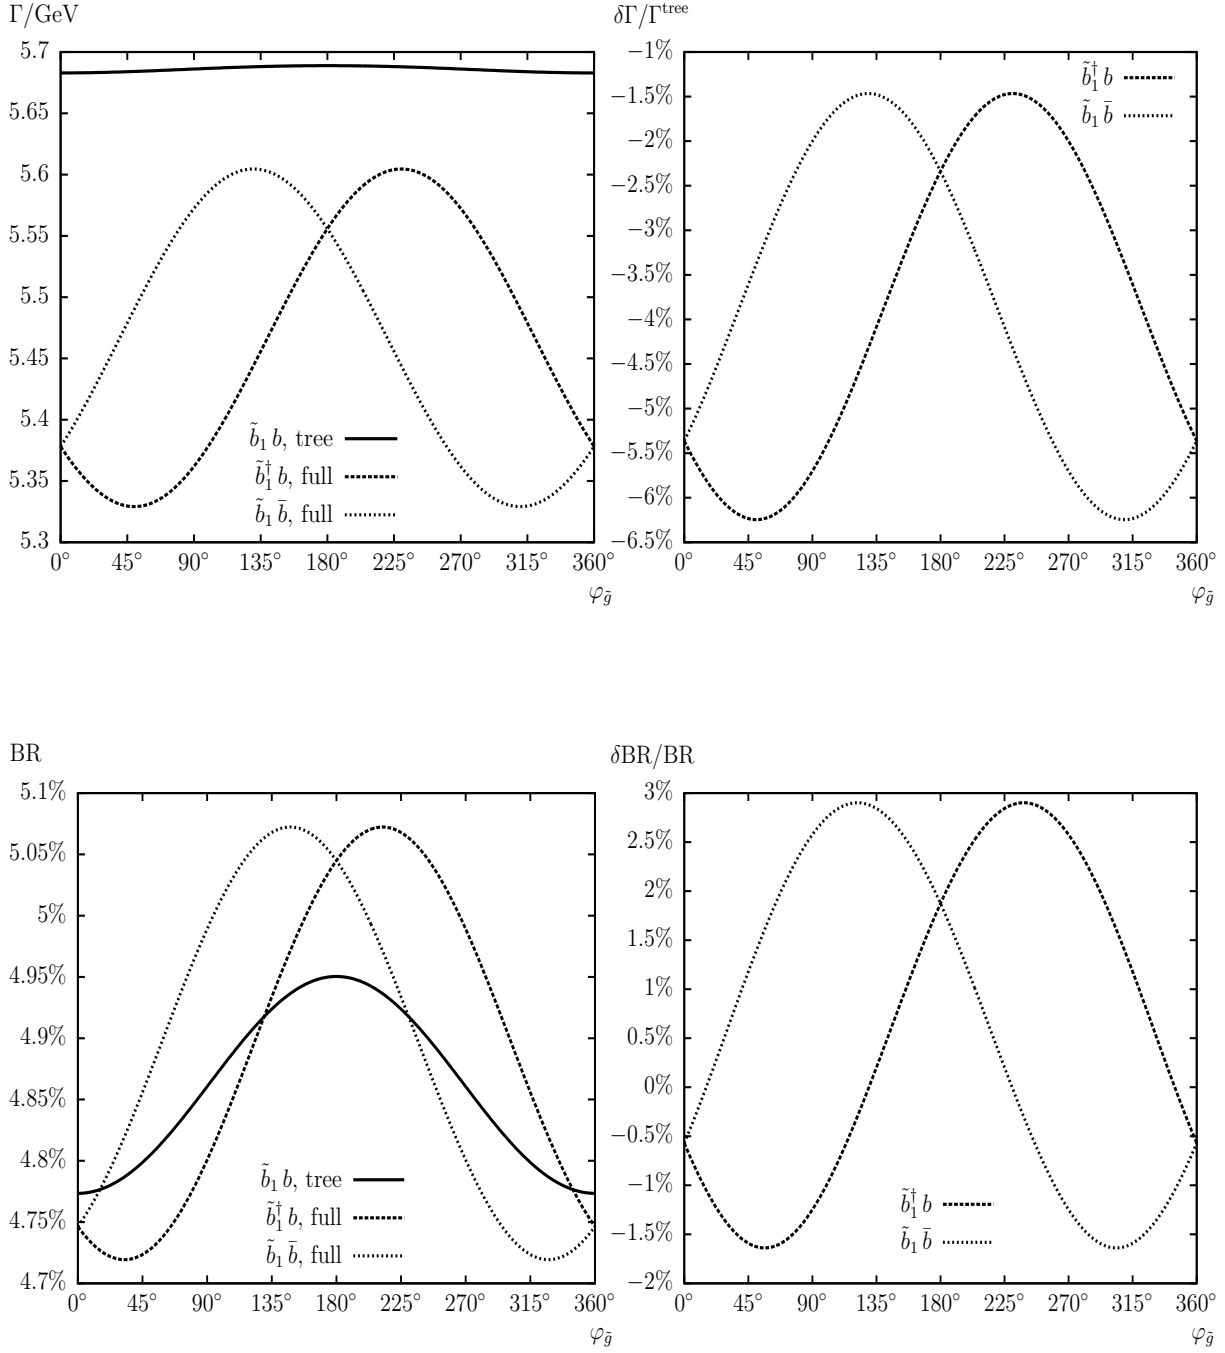 Γ/GeV
5.7
5.65
5.6
5.55
5.5
5.45
5.4
5.35
5.3
b̃₁ b, tree
b̃₁† b, full
b̃₁ b̄, full
0° 45° 90° 135° 180° 225° 270° 315° 360°
φ_g̃
δΓ/Γᵗʳᵉᵉ
−1%
−1.5%
−2%
−2.5%
−3%
−3.5%
−4%
−4.5%
−5%
−5.5%
−6%
−6.5%
b̃₁† b
b̃₁ b̄
0° 45° 90° 135° 180° 225° 270° 315° 360°
φ_g̃
BR
5.1%
5.05%
5%
4.95%
4.9%
4.85%
4.8%
4.75%
4.7%
b̃₁ b, tree
b̃₁† b, full
b̃₁ b̄, full
0° 45° 90° 135° 180° 225° 270° 315° 360°
φ_g̃
δBR/BR
3%
2.5%
2%
1.5%
1%
0.5%
0%
−0.5%
−1%
−1.5%
−2%
b̃₁† b
b̃₁ b̄
0° 45° 90° 135° 180° 225° 270° 315° 360°
φ_g̃